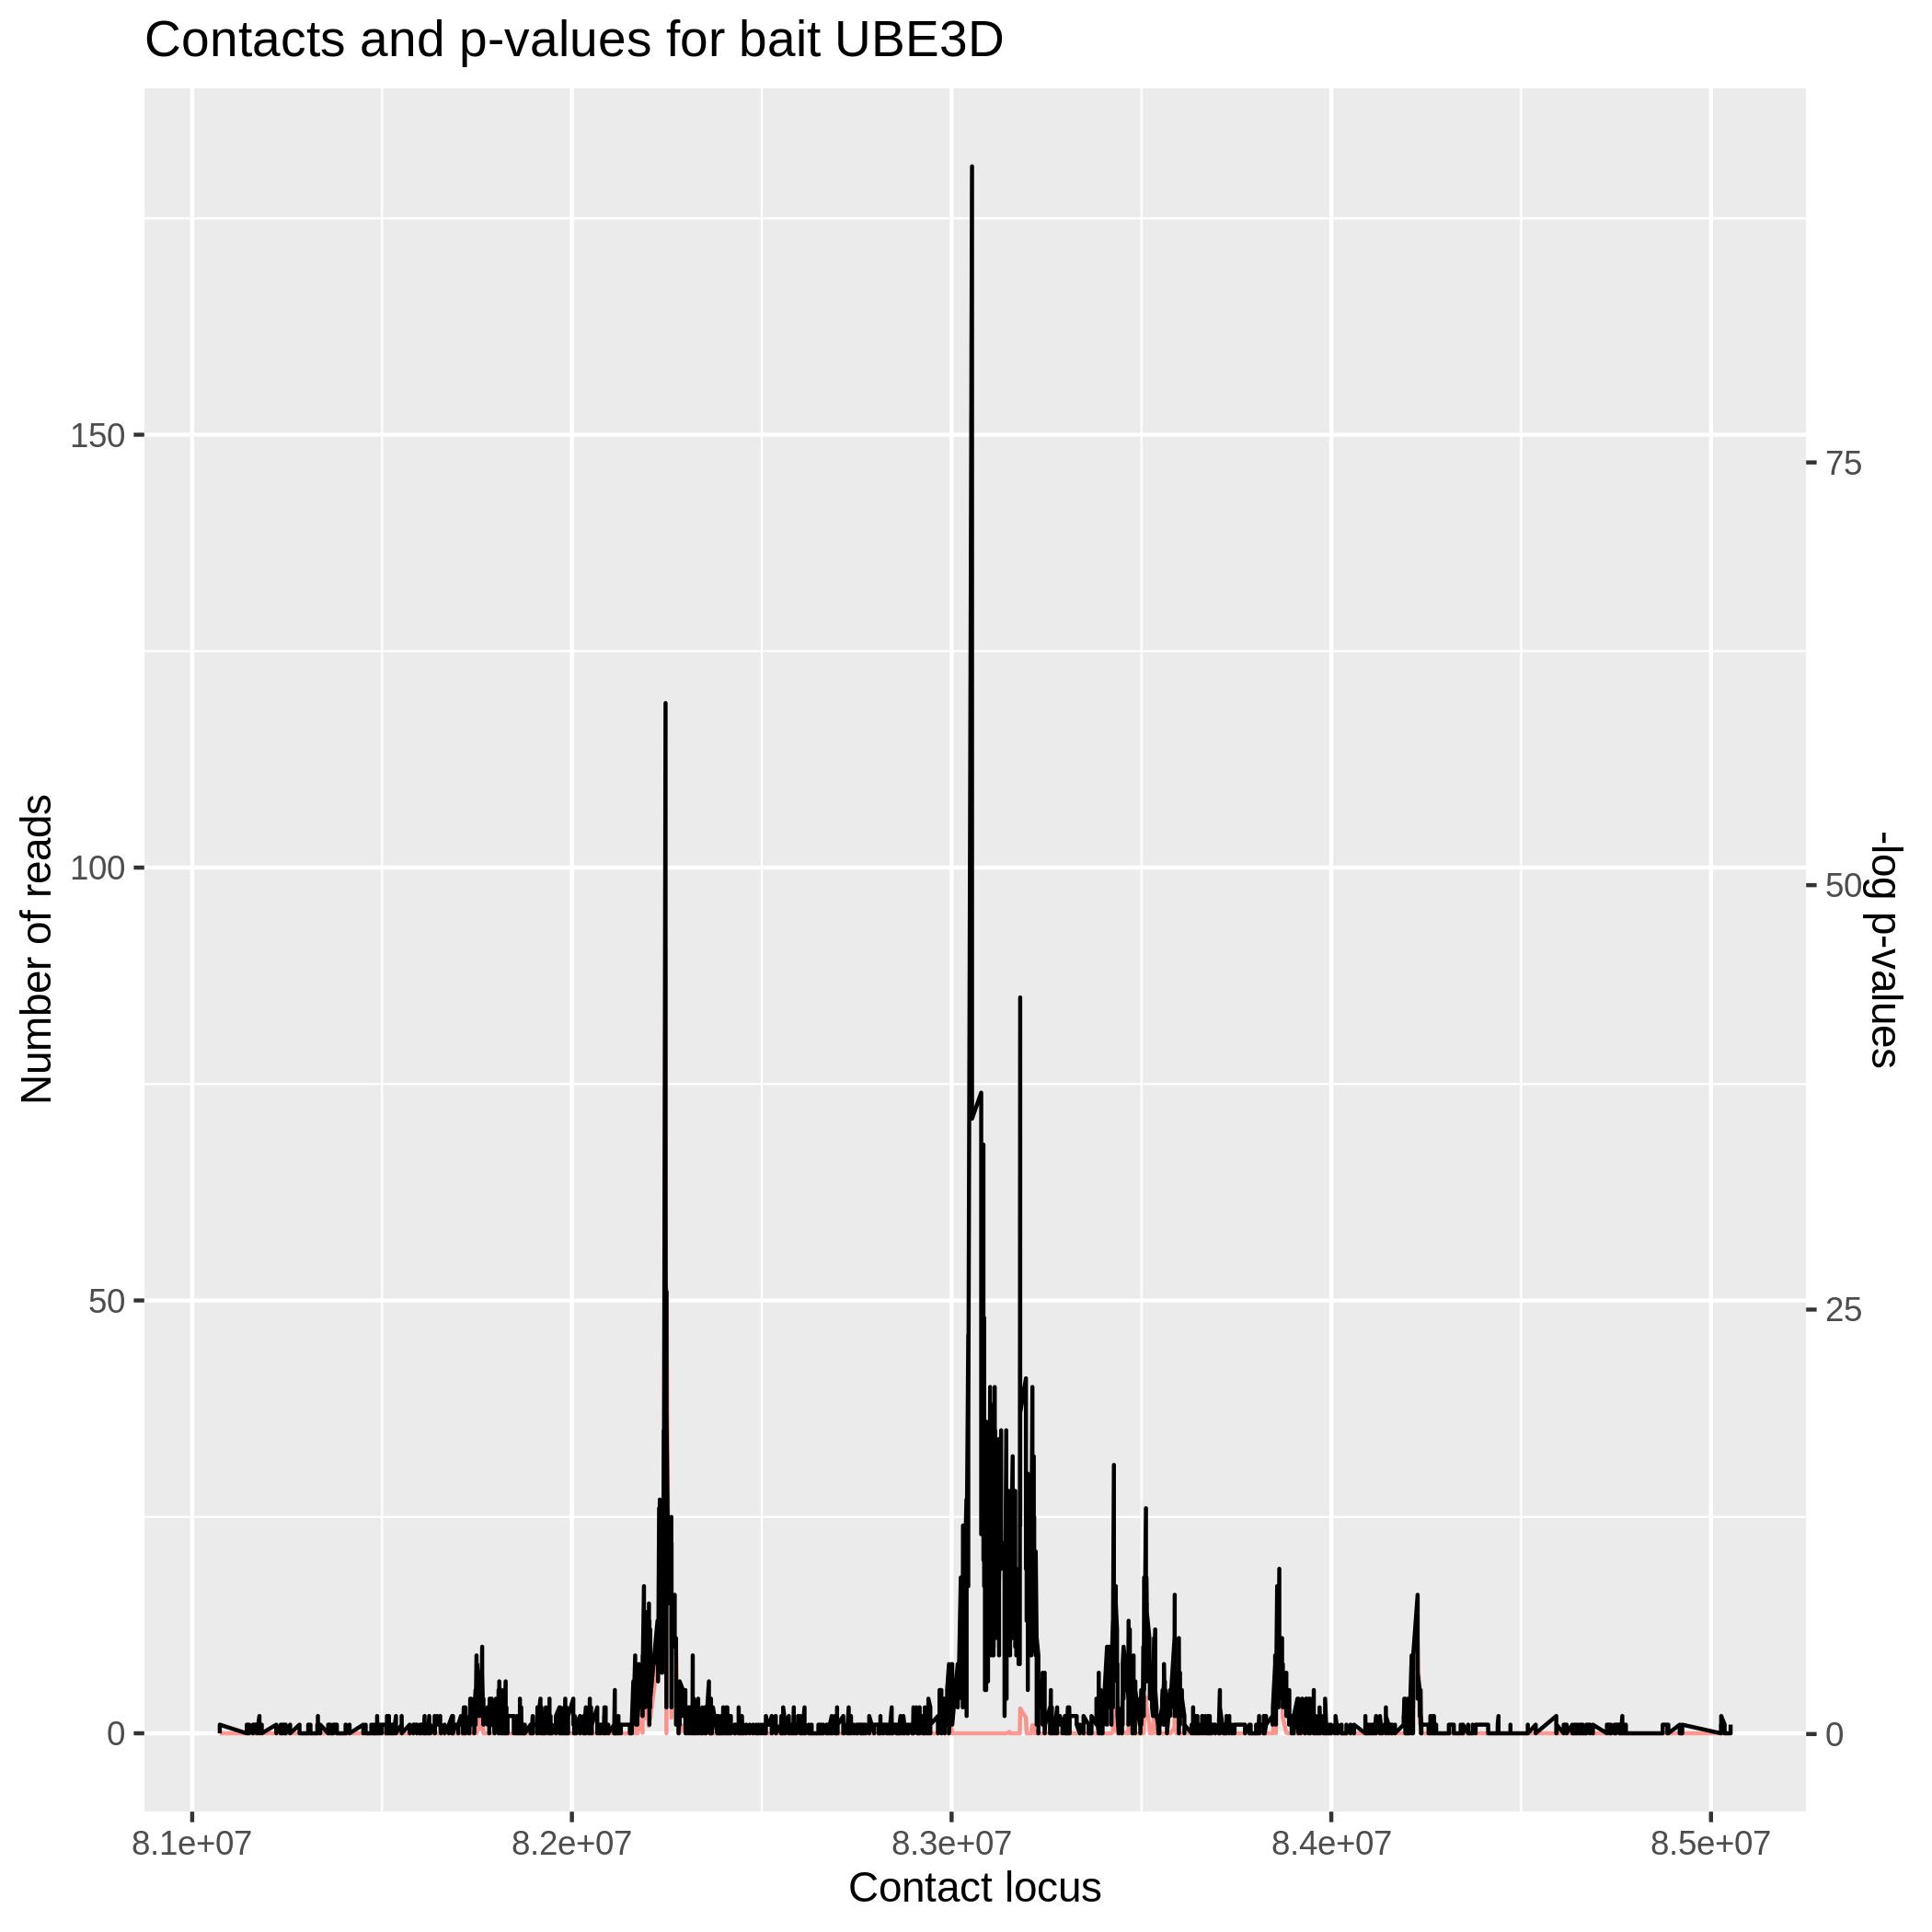 Contacts and p-values for bait UBE3D
Number of reads
150
100
50
0
75
50
25
0
-log p-values
8.1e+07 8.2e+07 8.3e+07 8.4e+07 8.5e+07
Contact locus